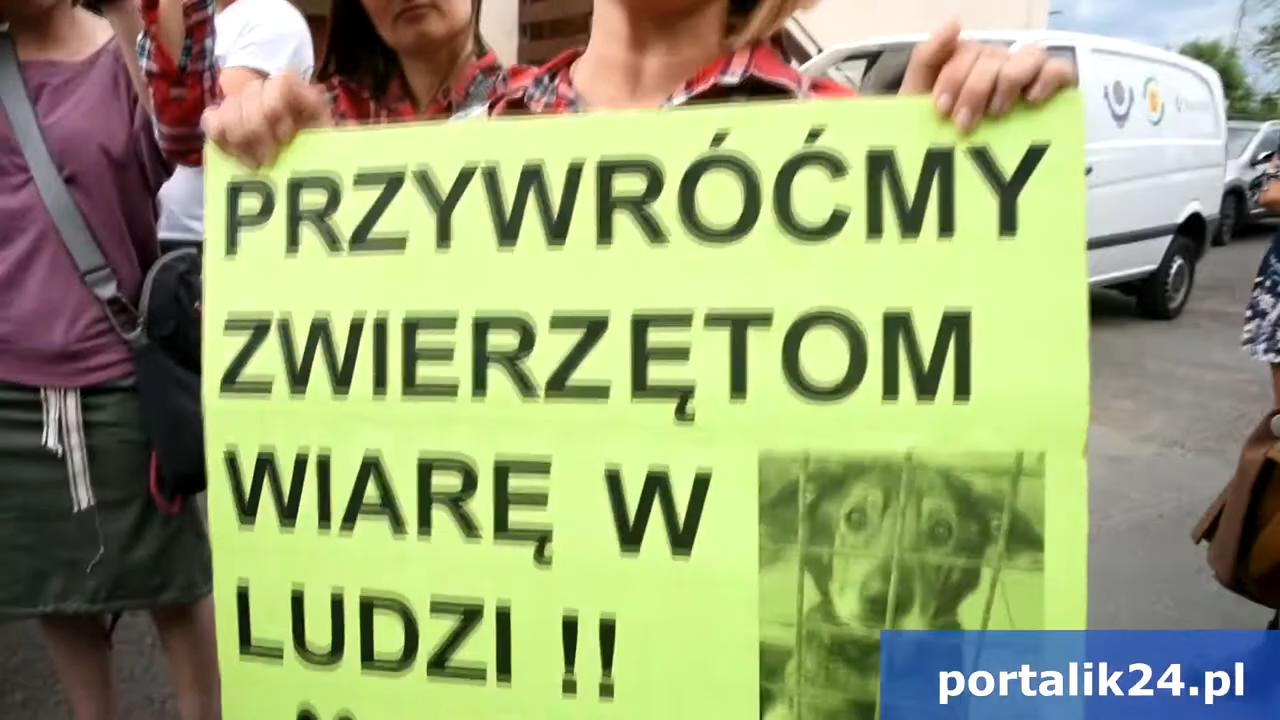 PRZYWRÓĆMY
ZWIERZĘTOM
WIARĘ W
LUDZI !!
portalik24.pl